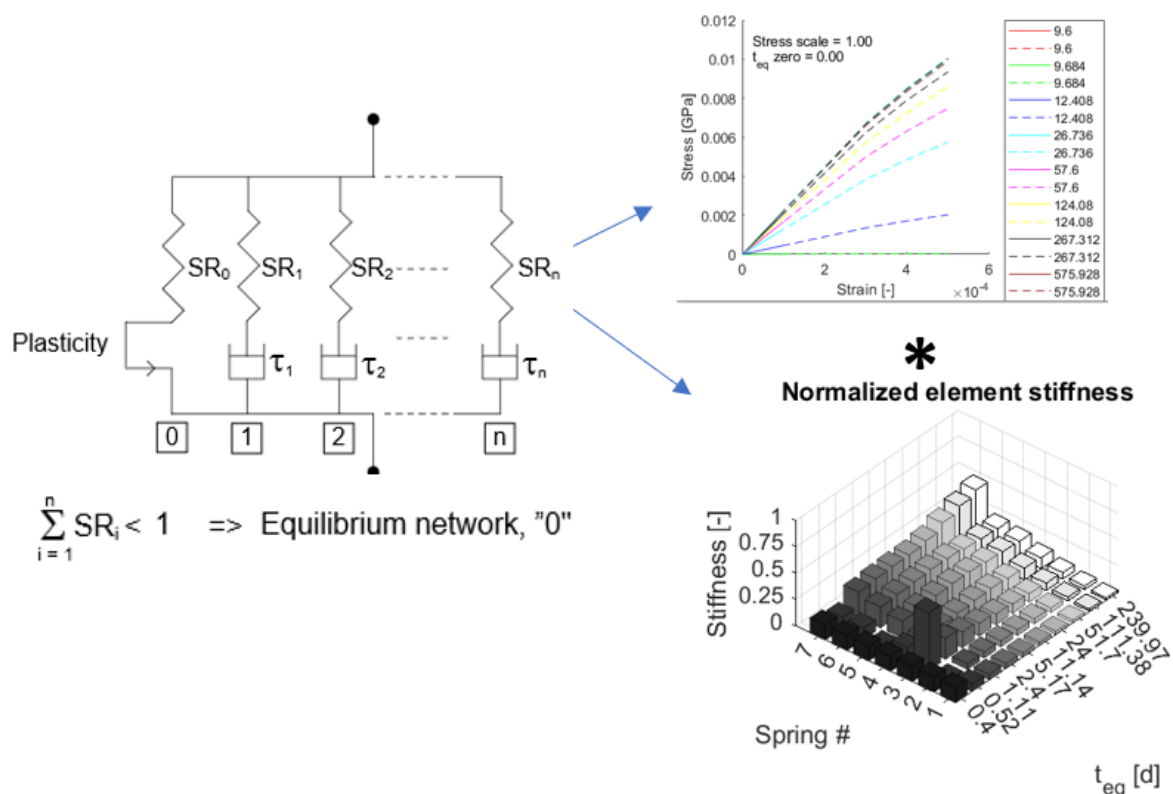 SR0
SR1
SR2
SRn
Plasticity
τ1
τ2
τn
0
1
2
n
n
∑ SRi < 1 => Equilibrium network, "0"
i = 1
Stress scale = 1.00
teq zero = 0.00
Stress [GPa]
0.012
0.01
0.008
0.006
0.004
0.002
0
0 2 4 6
Strain [-]
×10-4
9.6
9.6
9.684
9.684
12.408
12.408
26.736
26.736
57.6
57.6
124.08
124.08
267.312
267.312
575.928
575.928
*
Normalized element stiffness
Stiffness [-]
1
0.75
0.5
0.25
0
7
6
5
4
3
2
1
Spring #
0.4
0.52
1.11
2.4
5.17
11.14
24
51.7
111.38
239.97
teq [d]